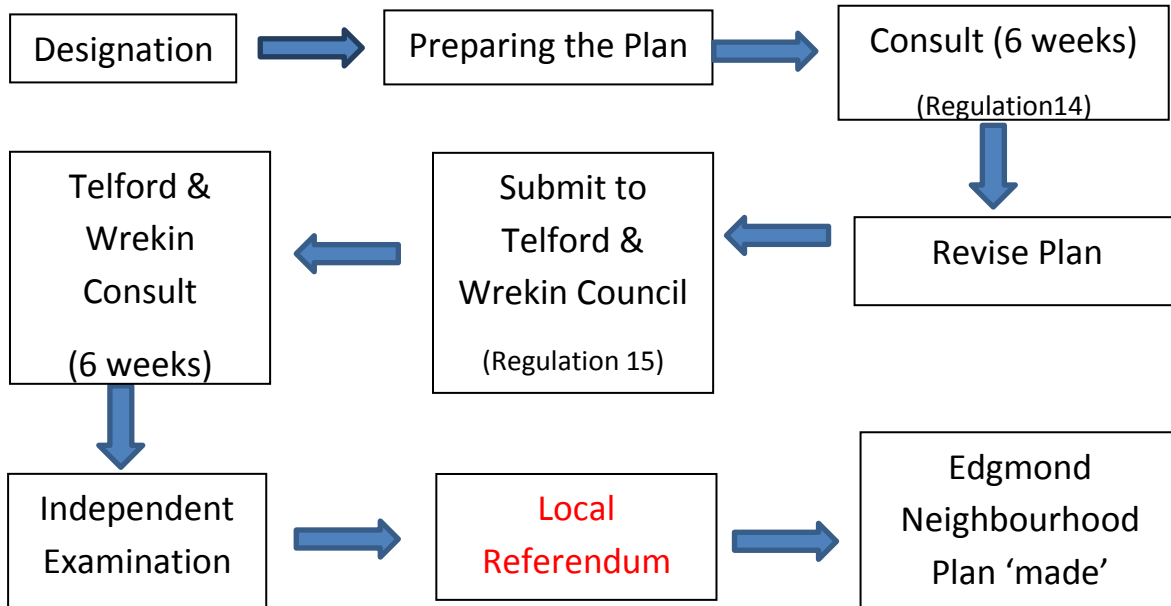 Designation
Preparing the Plan
Consult (6 weeks)
(Regulation14)
Revise Plan
Submit to
Telford &
Wrekin Council
(Regulation 15)
Telford &
Wrekin
Consult
(6 weeks)
Independent
Examination
Local
Referendum
Edgmond
Neighbourhood
Plan ‘made’